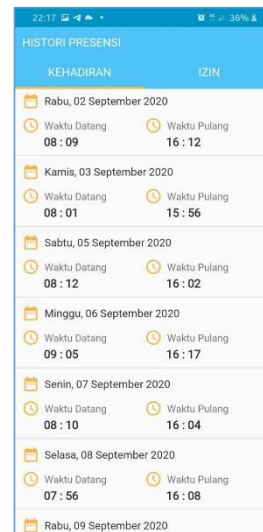 22:17 36%
HISTORI PRESENSI
KEHADIRAN IZIN
Rabu, 02 September 2020
Waktu Datang Waktu Pulang
08 : 09 16 : 12
Kamis, 03 September 2020
Waktu Datang Waktu Pulang
08 : 01 15 : 56
Sabtu, 05 September 2020
Waktu Datang Waktu Pulang
08 : 12 16 : 02
Minggu, 06 September 2020
Waktu Datang Waktu Pulang
09 : 05 16 : 17
Senin, 07 September 2020
Waktu Datang Waktu Pulang
08 : 10 16 : 04
Selasa, 08 September 2020
Waktu Datang Waktu Pulang
07 : 56 16 : 08
Rabu, 09 September 2020